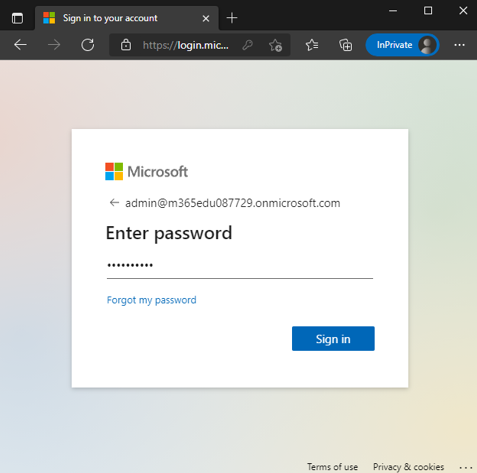 Sign in to your account
https://login.mic...
InPrivate
Microsoft
admin@m365edu087729.onmicrosoft.com
Enter password
••••••••••
Forgot my password
Sign in
Terms of use Privacy & cookies ...